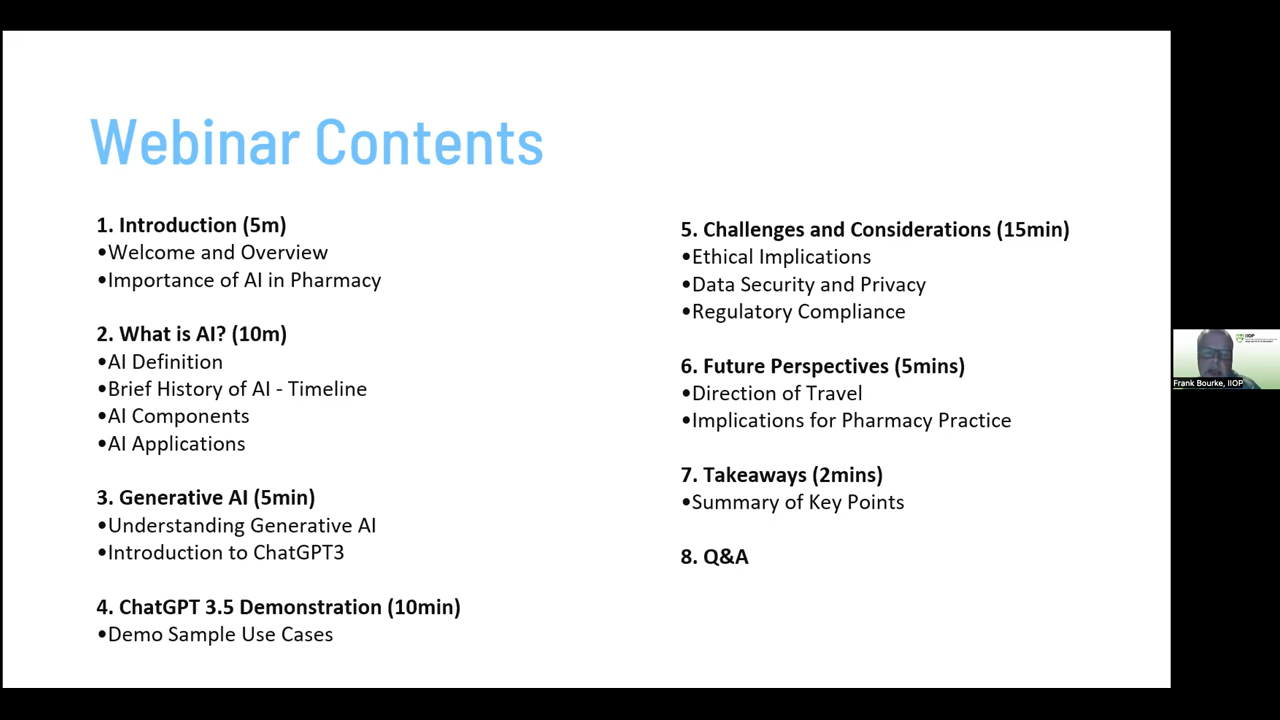 Webinar Contents
1. Introduction (5m)
•Welcome and Overview
•Importance of AI in Pharmacy
2. What is AI? (10m)
•AI Definition
•Brief History of AI - Timeline
•AI Components
•AI Applications
3. Generative AI (5min)
•Understanding Generative AI
•Introduction to ChatGPT3
4. ChatGPT 3.5 Demonstration (10min)
•Demo Sample Use Cases
5. Challenges and Considerations (15min)
•Ethical Implications
•Data Security and Privacy
•Regulatory Compliance
6. Future Perspectives (5mins)
•Direction of Travel
•Implications for Pharmacy Practice
7. Takeaways (2mins)
•Summary of Key Points
8. Q&A
IIOP
Frank Bourke, IIOP